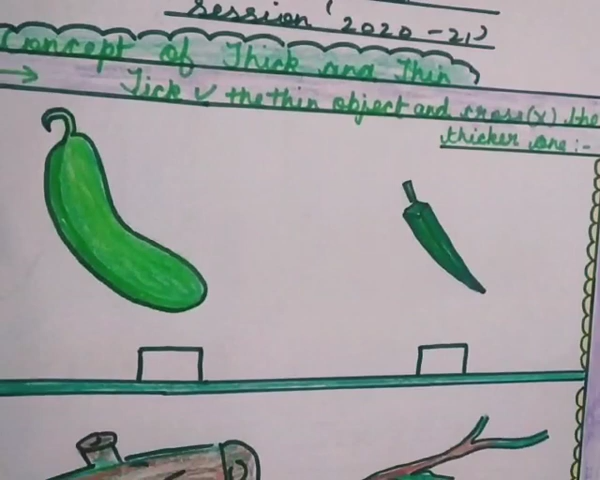 Session (2020-21)
Concept of Thick and Thin
Tick ✓ the thin object and cross(x) the
thicker one :-